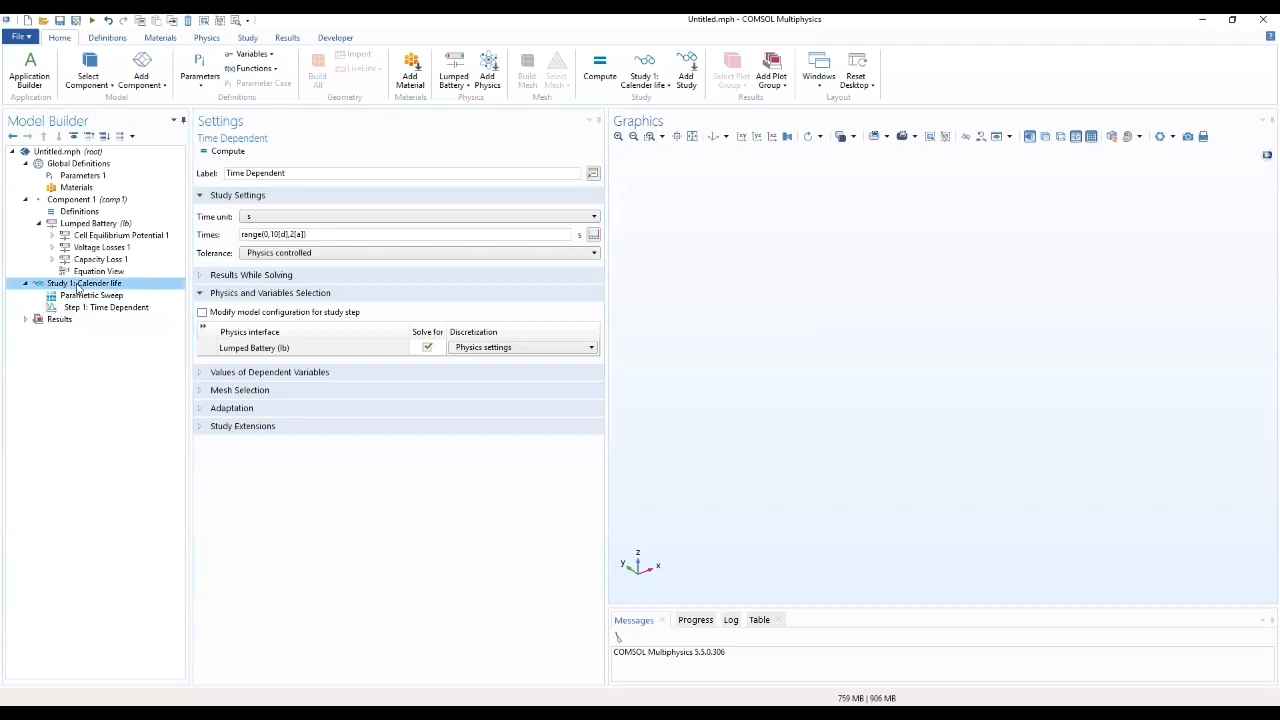 Untitled.mph - COMSOL Multiphysics
File Home Definitions Materials Physics Study Results Developer
Application Builder
Application
Select Component
Add Component
Model
Parameters
a= Variables
f(x) Functions
Pi Parameter Case
Definitions
Build All
Import
LiveLink
Geometry
Add Material
Materials
Lumped Battery
Add Physics
Physics
Build Mesh
Select Mesh
Mesh
Compute
Study 1: Calender life
Add Study
Study
Select Plot Group
Add Plot Group
Results
Windows
Reset Desktop
Layout
Model Builder
Untitled.mph (root)
Global Definitions
Pi Parameters 1
Materials
Component 1 (comp1)
Definitions
Lumped Battery (lb)
Cell Equilibrium Potential 1
Voltage Losses 1
Capacity Loss 1
Equation View
Study 1: Calender life
Parametric Sweep
Step 1: Time Dependent
Results
Settings
Time Dependent
= Compute
Label: Time Dependent
Study Settings
Time unit: s
Times: range(0,10[d],2[a]) s
Tolerance: Physics controlled
Results While Solving
Physics and Variables Selection
Modify model configuration for study step
Physics interface Solve for Discretization
Lumped Battery (lb) Physics settings
Values of Dependent Variables
Mesh Selection
Adaptation
Study Extensions
Graphics
z
y
x
Messages Progress Log Table
COMSOL Multiphysics 5.5.0.306
759 MB | 906 MB